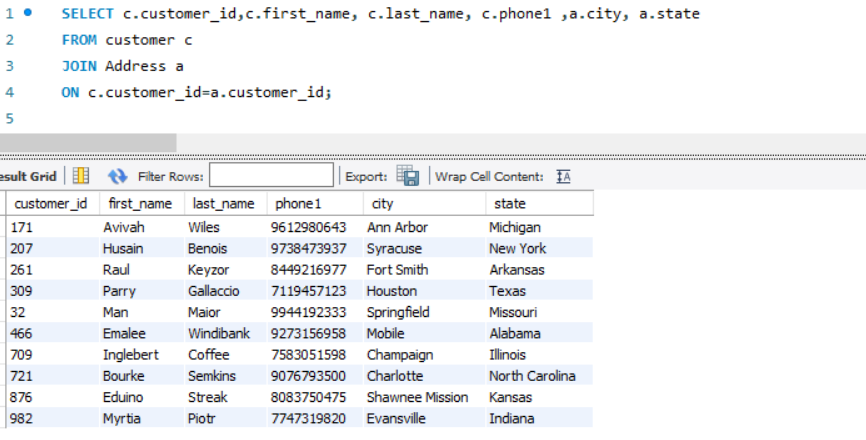 1 SELECT c.customer_id,c.first_name, c.last_name, c.phone1 ,a.city, a.state
2 FROM customer c
3 JOIN Address a
4 ON c.customer_id=a.customer_id;
5
esult Grid Filter Rows: Export: Wrap Cell Content: IA
customer_id first_name last_name phone1 city state
171 Avivah Wiles 9612980643 Ann Arbor Michigan
207 Husain Benois 9738473937 Syracuse New York
261 Raul Keyzor 8449216977 Fort Smith Arkansas
309 Parry Gallaccio 7119457123 Houston Texas
32 Man Maior 9944192333 Springfield Missouri
466 Emalee Windibank 9273156958 Mobile Alabama
709 Inglebert Coffee 7583051598 Champaign Illinois
721 Bourke Semkins 9076793500 Charlotte North Carolina
876 Eduino Streak 8083750475 Shawnee Mission Kansas
982 Myrtia Piotr 7747319820 Evansville Indiana